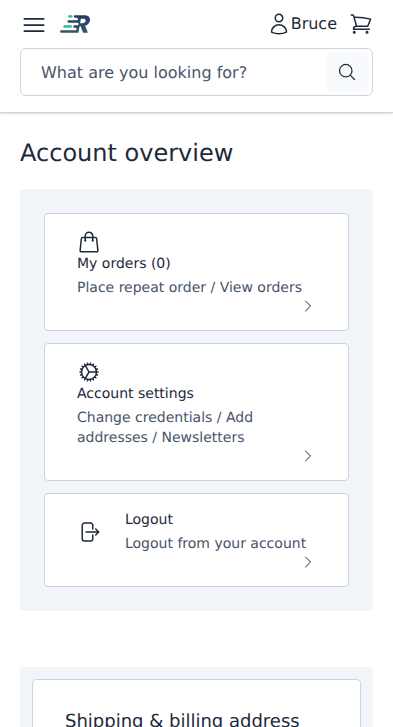 R
Bruce
What are you looking for?
Account overview
My orders (0)
Place repeat order / View orders
Account settings
Change credentials / Add
addresses / Newsletters
Logout
Logout from your account
Shipping & billing address